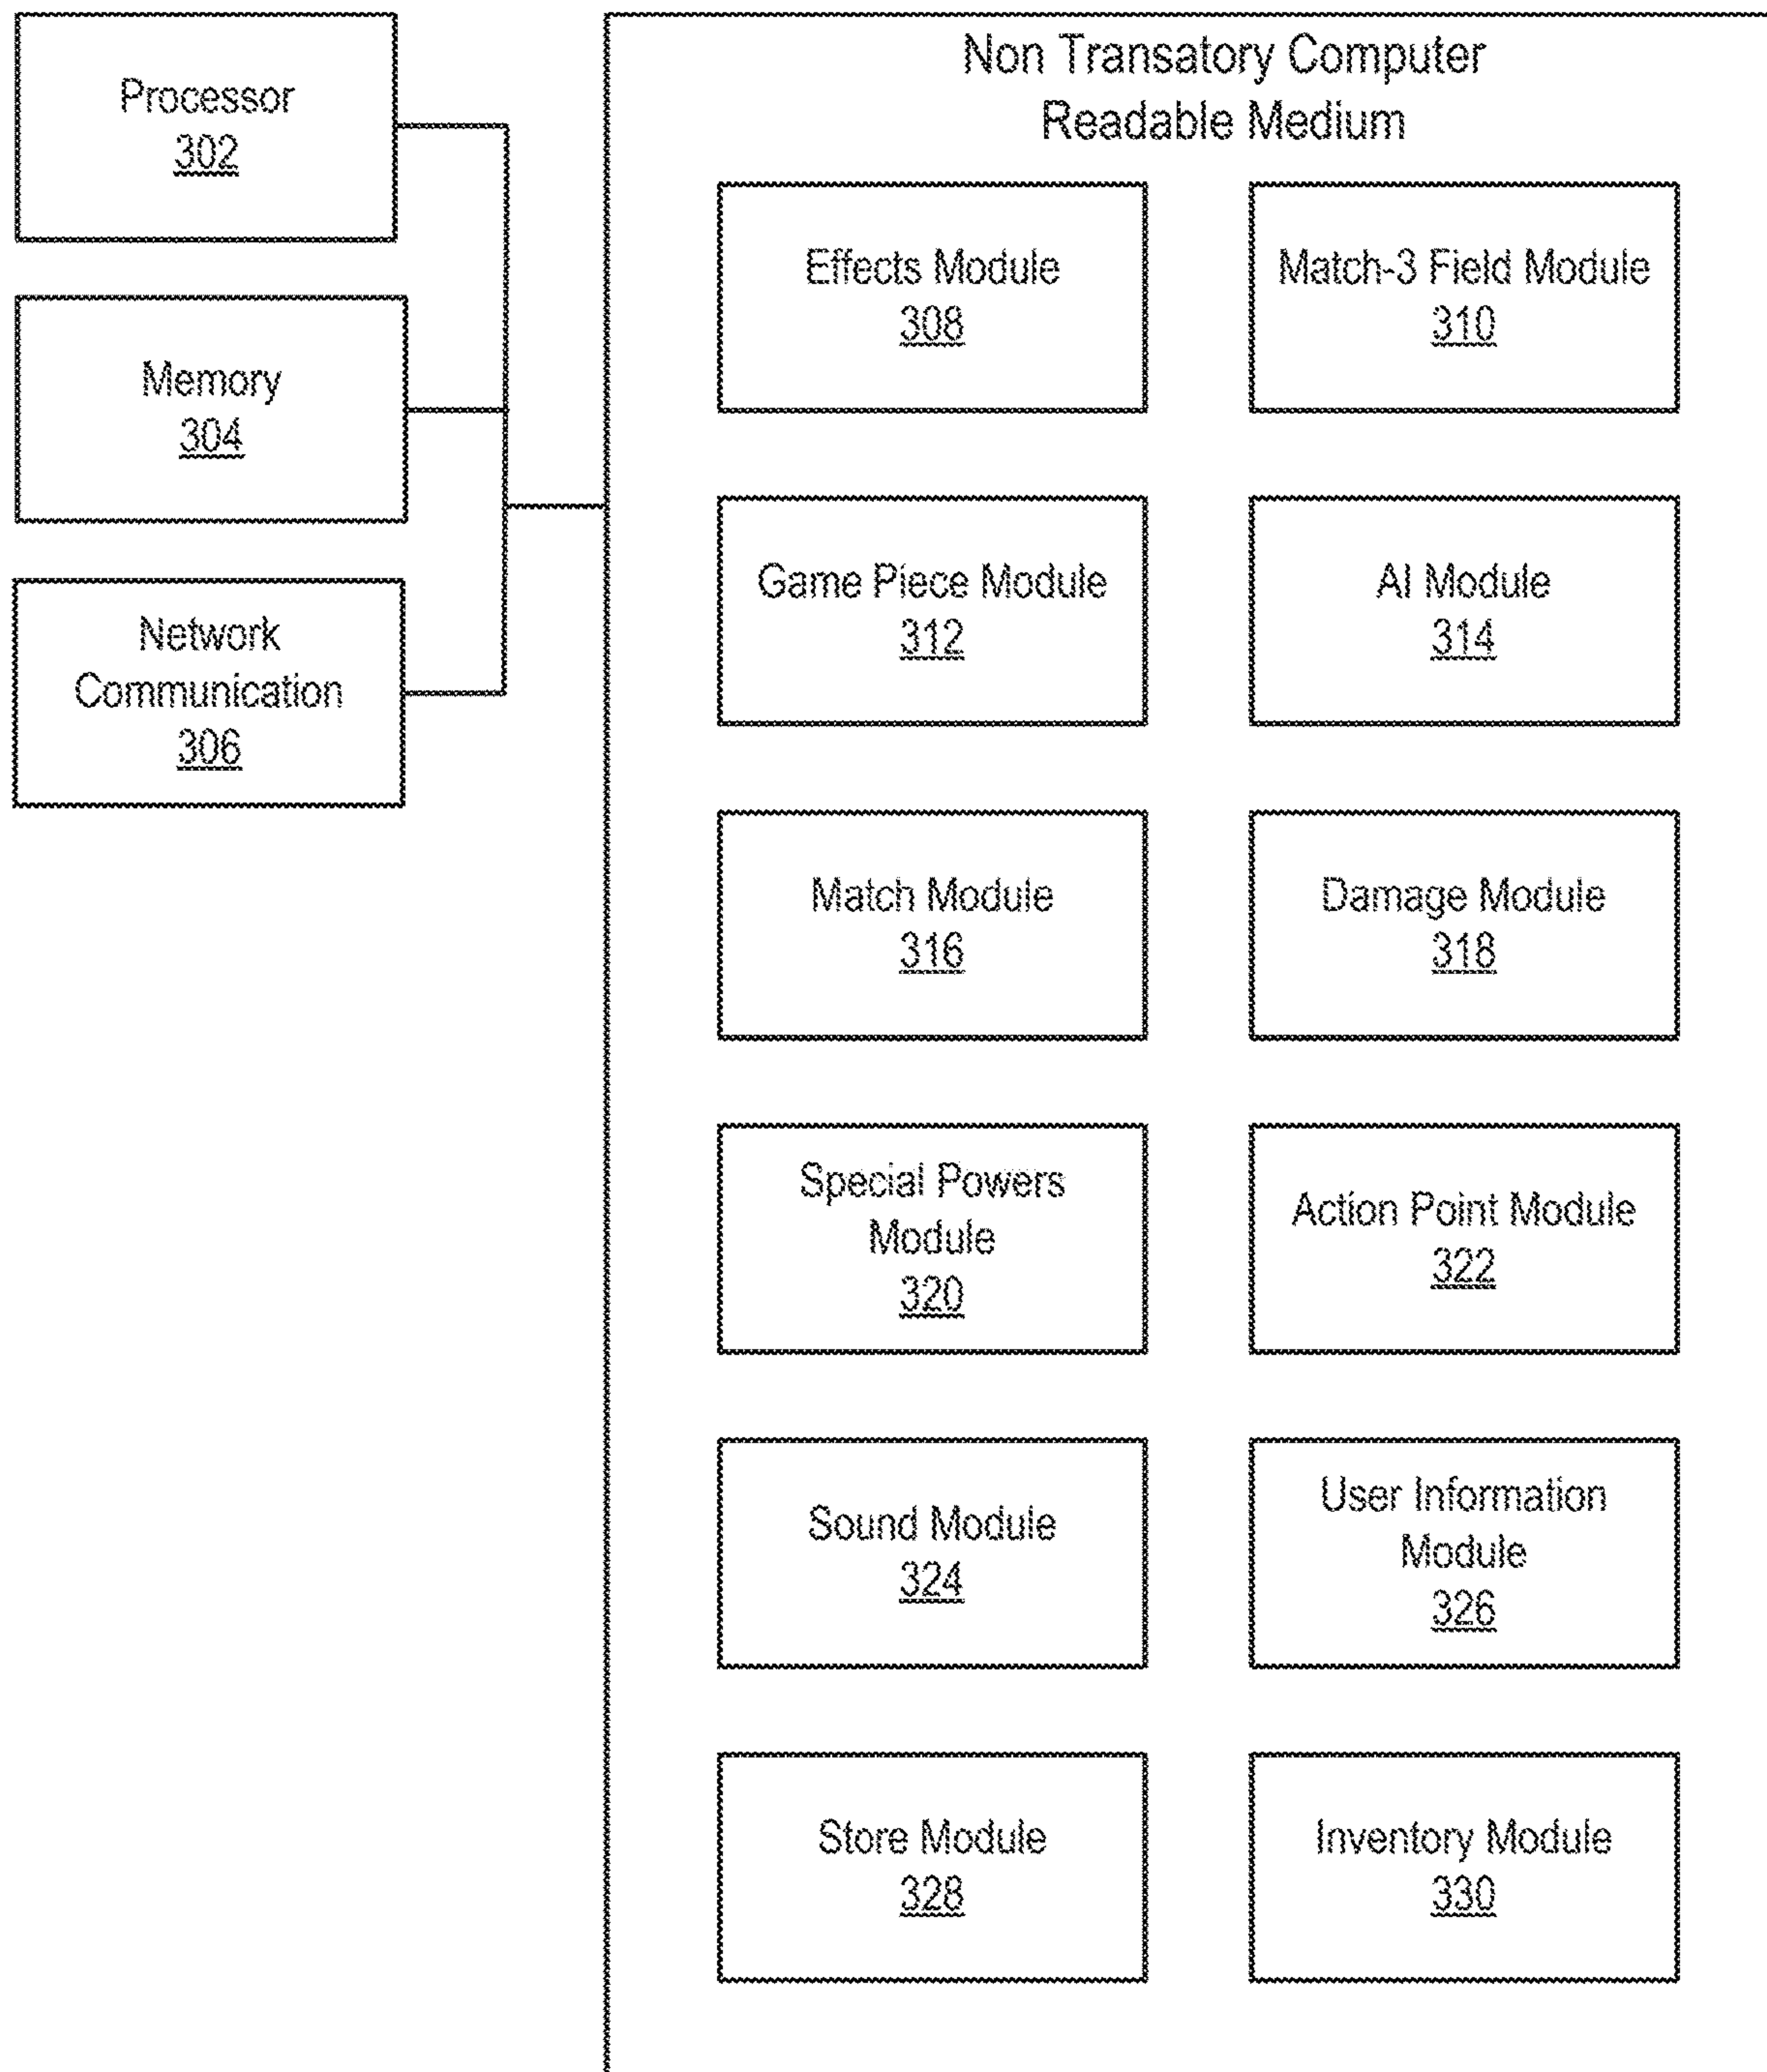 Processor
302
Memory
304
Network
Communication
306
Non Transatory Computer
Readable Medium
Effects Module
308
Match-3 Field Module
310
Game Piece Module
312
AI Module
314
Match Module
316
Damage Module
318
Special Powers
Module
320
Action Point Module
322
Sound Module
324
User Information
Module
326
Store Module
328
Inventory Module
330